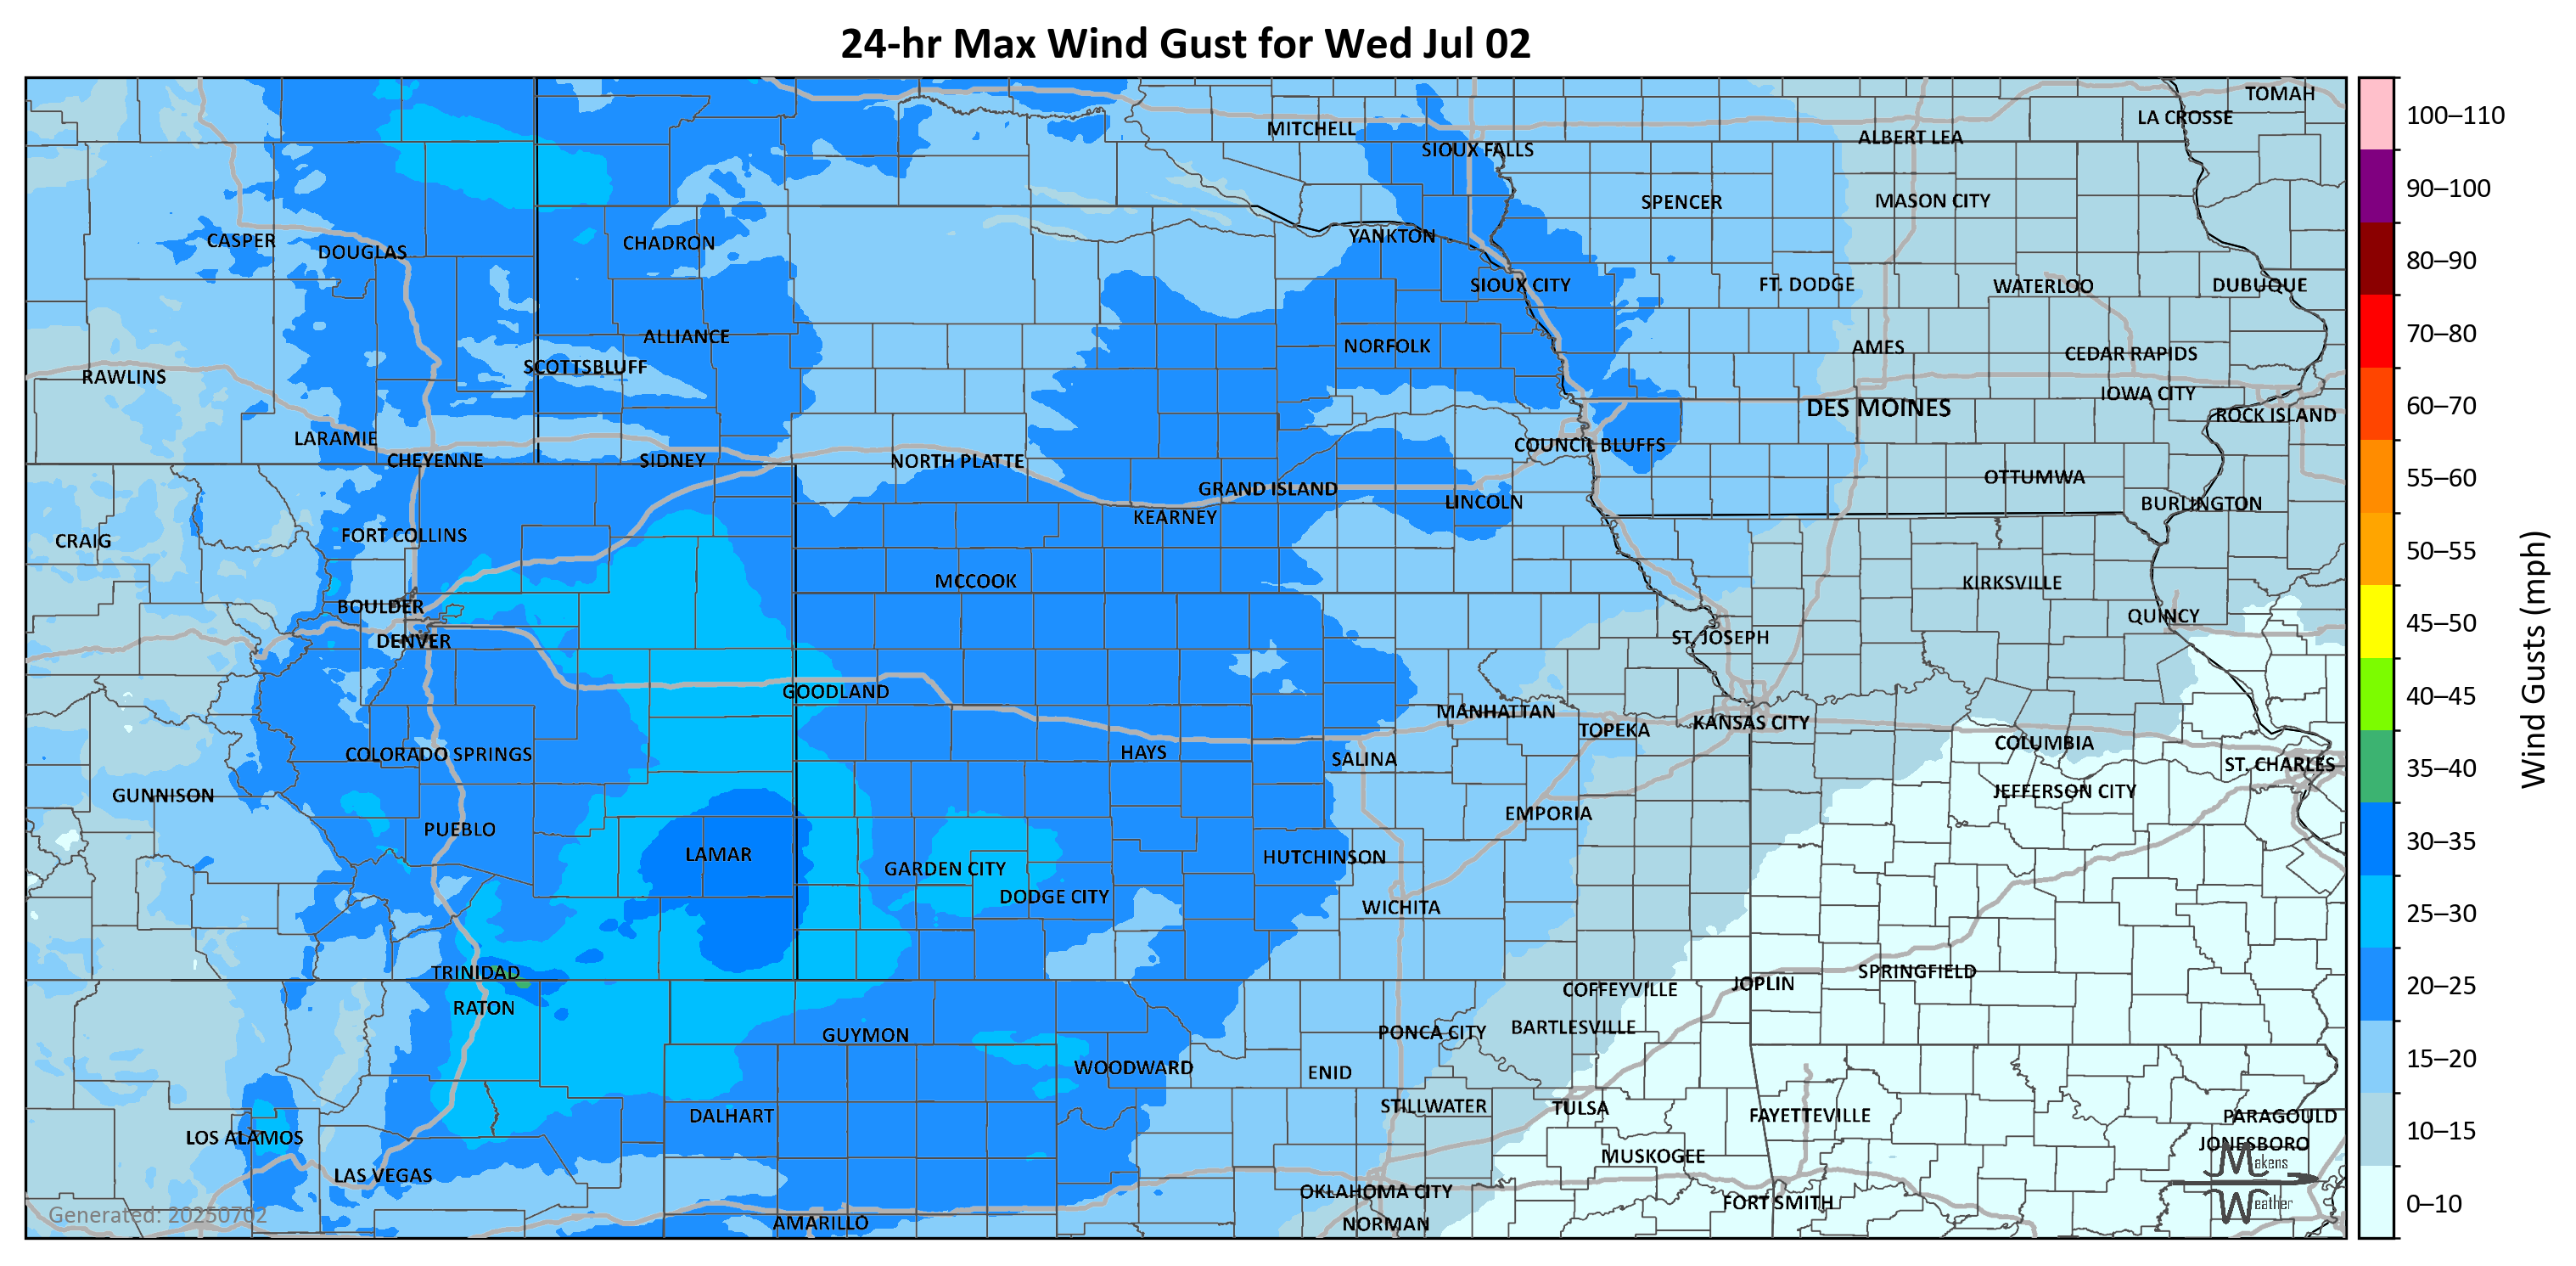 24-hr Max Wind Gust for Wed Jul 02
TOMAH
LA CROSSE
MITCHELL
ALBERT LEA
SIOUX FALLS
SPENCER
MASON CITY
CASPER
DOUGLAS
CHADRON
YANKTON
SIOUX CITY
FT. DODGE
WATERLOO
DUBUQUE
ALLIANCE
NORFOLK
AMES
CEDAR RAPIDS
SCOTTSBLUFF
RAWLINS
IOWA CITY
DES MOINES
ROCK ISLAND
LARAMIE
COUNCIL BLUFFS
CHEYENNE
SIDNEY
NORTH PLATTE
OTTUMWA
GRAND ISLAND
LINCOLN
BURLINGTON
KEARNEY
CRAIG
FORT COLLINS
MCCOOK
KIRKSVILLE
BOULDER
QUINCY
DENVER
ST. JOSEPH
GOODLAND
MANHATTAN
TOPEKA
KANSAS CITY
COLUMBIA
COLORADO SPRINGS
HAYS
SALINA
ST. CHARLES
GUNNISON
JEFFERSON CITY
EMPORIA
PUEBLO
LAMAR
HUTCHINSON
GARDEN CITY
DODGE CITY
WICHITA
TRINIDAD
SPRINGFIELD
JOPLIN
COFFEYVILLE
RATON
GUYMON
PONCA CITY
BARTLESVILLE
WOODWARD
ENID
STILLWATER
TULSA
DALHART
FAYETTEVILLE
PARAGOULD
LOS ALAMOS
JONESBORO
MUSKOGEE
LAS VEGAS
OKLAHOMA CITY
FORT SMITH
AMARILLO
NORMAN
Generated: 20250702
Makens
Weather
100–110
90–100
80–90
70–80
60–70
55–60
50–55
45–50
40–45
35–40
30–35
25–30
20–25
15–20
10–15
0–10
Wind Gusts (mph)